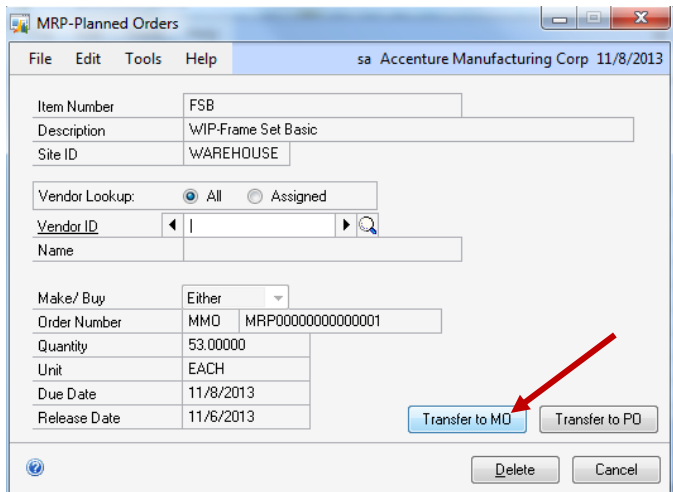 MRP-Planned Orders
File Edit Tools Help sa Accenture Manufacturing Corp 11/8/2013
Item Number FSB
Description WIP-Frame Set Basic
Site ID WAREHOUSE
Vendor Lookup: All Assigned
Vendor ID
Name
Make/ Buy Either
Order Number MMO MRP00000000000001
Quantity 53.00000
Unit EACH
Due Date 11/8/2013
Release Date 11/6/2013
Transfer to MO Transfer to PO
Delete Cancel